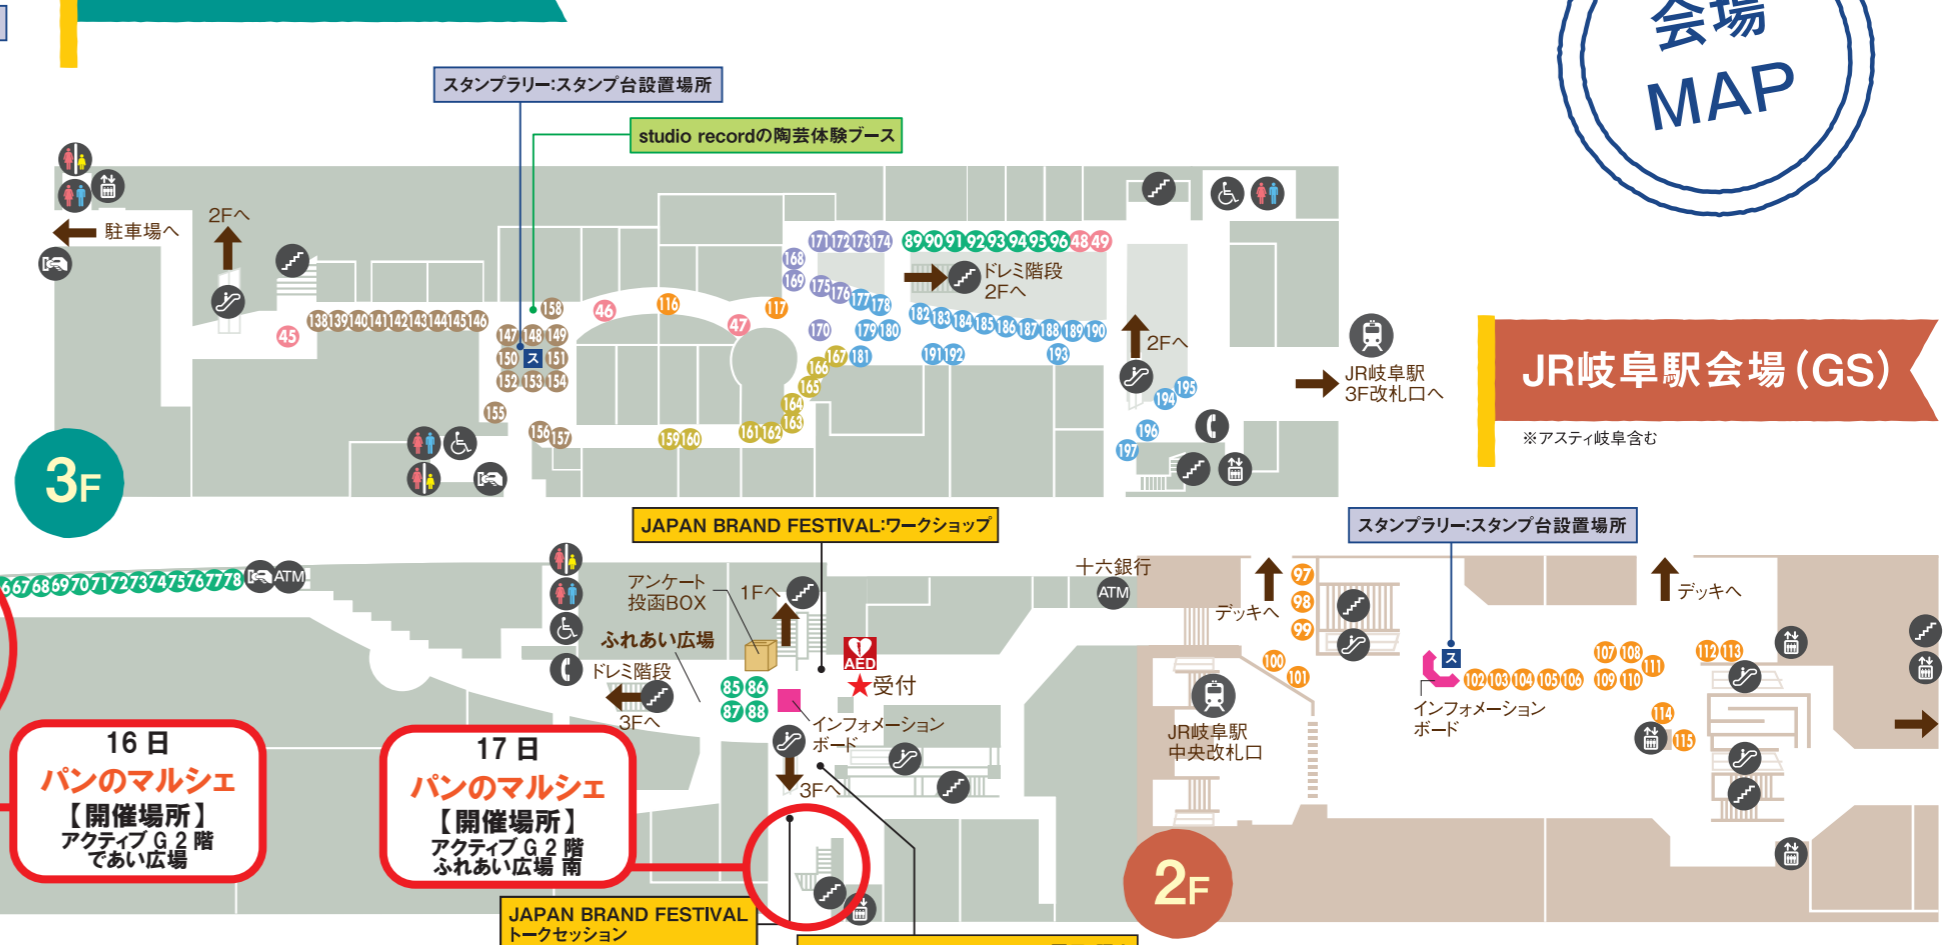 会場
MAP
スタンプラリー:スタンプ台設置場所
studio recordの陶芸体験ブース
駐車場へ
2Fへ
171 172 173 174
89 90 91 92 93 94 95 96 48 49
168
169
175 176 177 178
ドレミ階段
2Fへ
158
46
116
117
45
138 139 140 141 142 143 144 145 146
47
170
179 180
182 183 184 185 186 187 188 189 190
147 148 149
150 ス 151
152 153 154
167 181
166
165
191 192
193
2Fへ
JR岐阜駅
3F改札口へ
195
194
164
163
155
156 157
159 160
161 162
196
197
3F
JR岐阜駅会場(GS)
※アスティ岐阜含む
JAPAN BRAND FESTIVAL:ワークショップ
スタンプラリー:スタンプ台設置場所
67 68 69 70 71 72 73 74 75 76 77 78
ATM
アンケート
投函BOX
1Fへ
ふれあい広場
AED
受付
ドレミ階段
3Fへ
85 86
87 88
インフォメーション
ボード
3Fへ
十六銀行
ATM
デッキへ
97
98
99
100
101
JR岐阜駅
中央改札口
ス
102 103 104 105 106
107 108
109 110
111
112 113
114
115
インフォメーション
ボード
デッキへ
16 日
パンのマルシェ
【開催場所】
アクティブ G 2 階
であい広場
17 日
パンのマルシェ
【開催場所】
アクティブ G 2 階
ふれあい広場 南
JAPAN BRAND FESTIVAL
トークセッション
2F